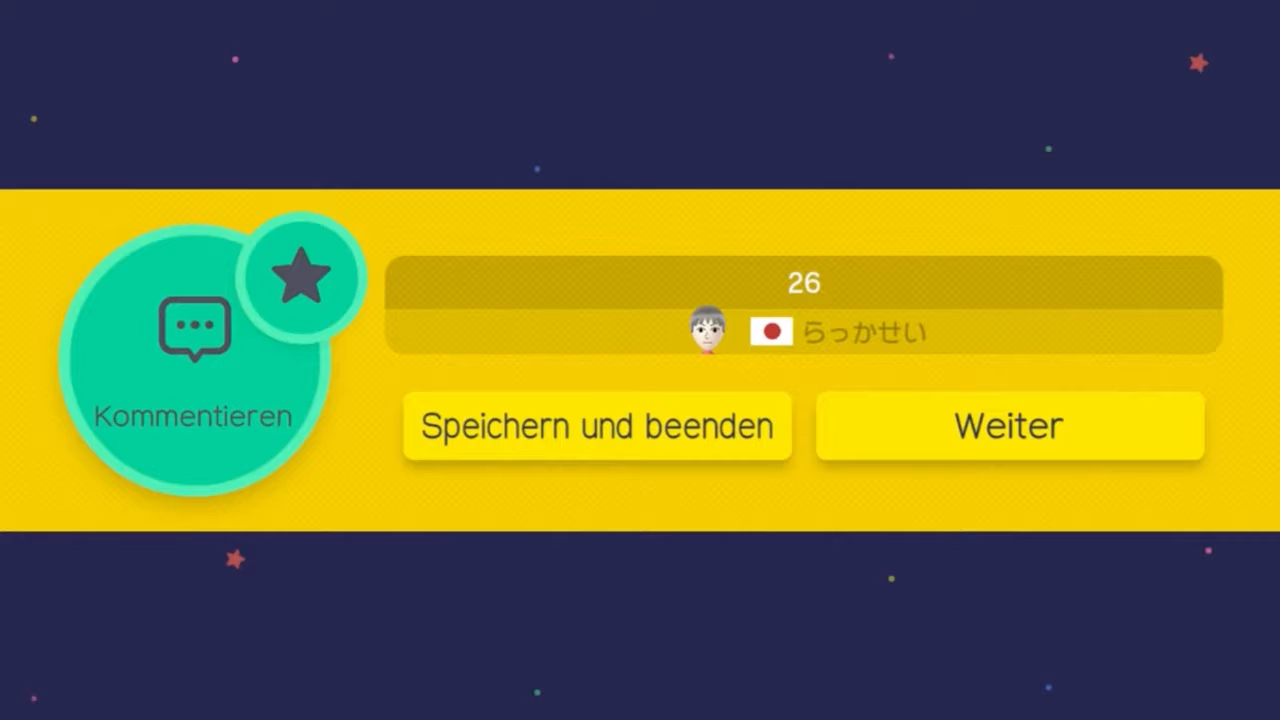 26
らっかせい
Kommentieren
Speichern und beenden
Weiter